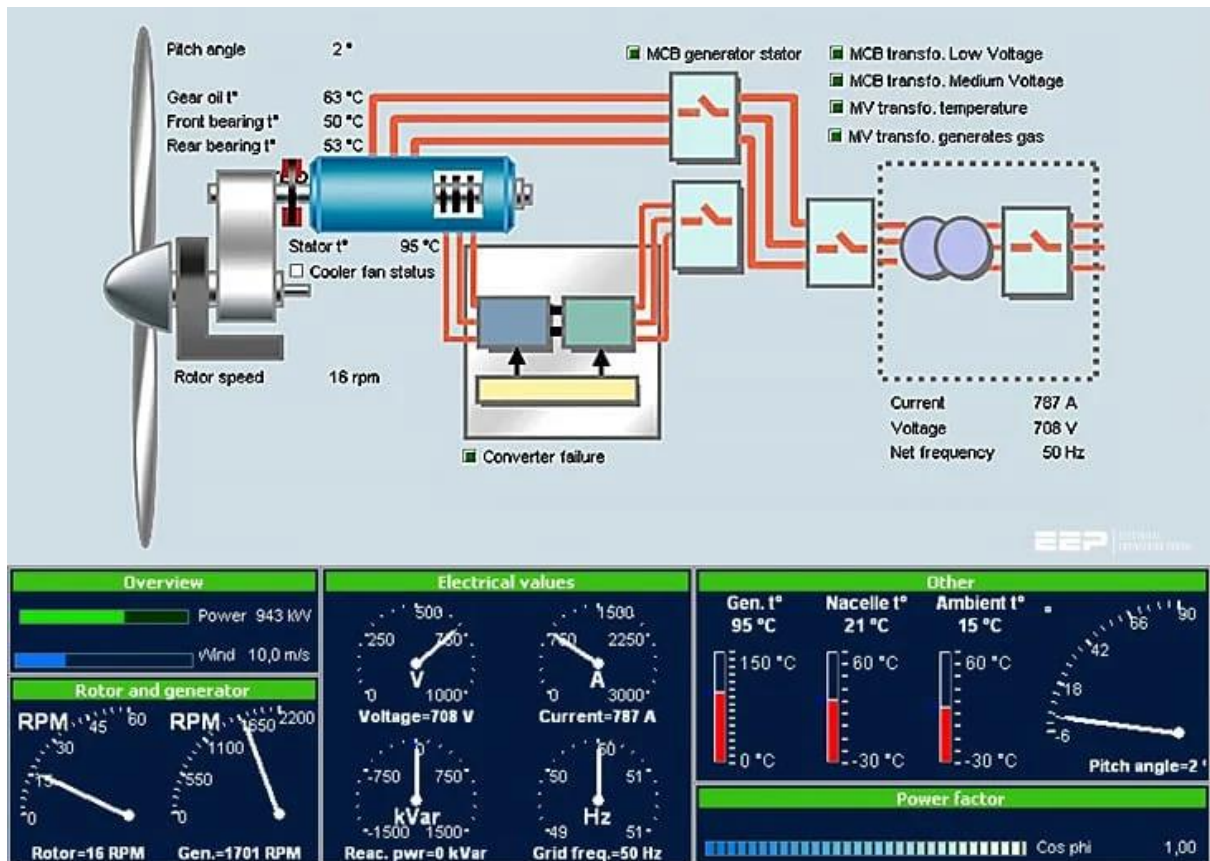 Pitch angle 2 °
Gear oil t° 63 °C
Front bearing t° 50 °C
Rear bearing t° 53 °C
MCB generator stator
MCB transfo. Low Voltage
MCB transfo. Medium Voltage
MV transfo. temperature
MV transfo. generates gas
Stator t° 95 °C
Cooler fan status
Rotor speed 16 rpm
Converter failure
Current 787 A
Voltage 708 V
Net frequency 50 Hz
EEP
Overview
Power 943 kW
Wind 10,0 m/s
Rotor and generator
RPM 0 15 30 45 60
Rotor=16 RPM
RPM 0 550 1100 1650 2200
Gen.=1701 RPM
Electrical values
0 250 500 750 1000
V
Voltage=708 V
0 750 1500 2250 3000
A
Current=787 A
-1500 -750 0 750 1500
kVar
Reac. pwr=0 kVar
49 50 50 51 51
Hz
Grid freq.=50 Hz
Other
Gen. t° Nacelle t° Ambient t° °
95 °C 21 °C 15 °C
150 °C 60 °C 60 °C
0 °C -30 °C -30 °C
-6 18 42 66 90
Pitch angle=2 °
Power factor
Cos phi 1,00